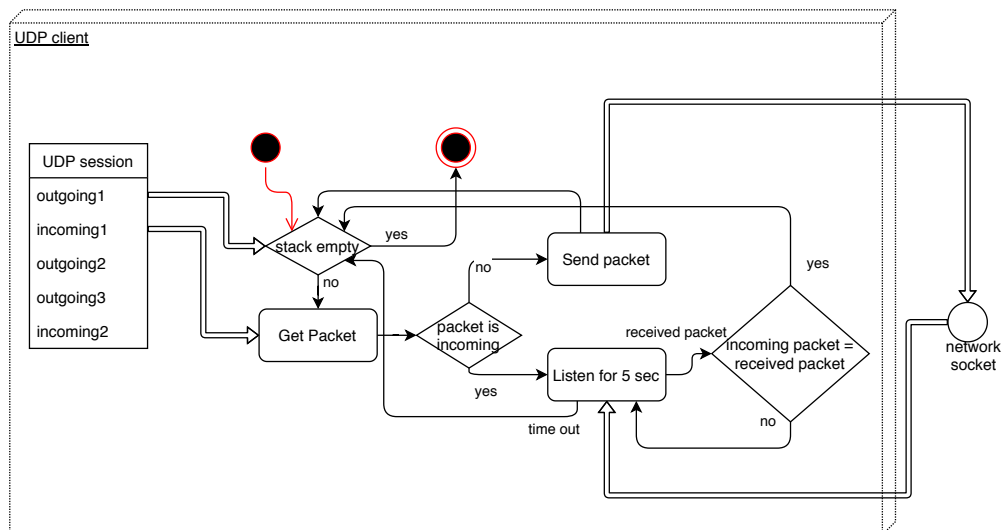 UDP client
UDP session
outgoing1
incoming1
outgoing2
outgoing3
incoming2
stack empty
yes
no
Get Packet
packet is
incoming
no
yes
Send packet
Listen for 5 sec
time out
received packet
incoming packet =
received packet
yes
no
network
socket